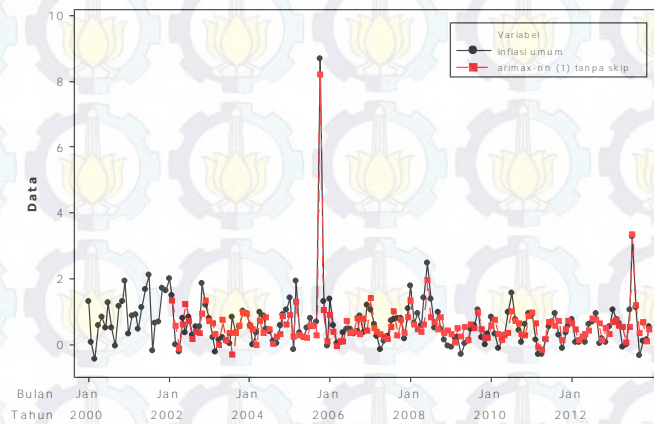 10
Variabel
inflasi umum
arimax-nn (1) tanpa skip
8
6
Data
4
2
0
Bulan Jan Jan Jan Jan Jan Jan Jan
Tahun 2000 2002 2004 2006 2008 2010 2012